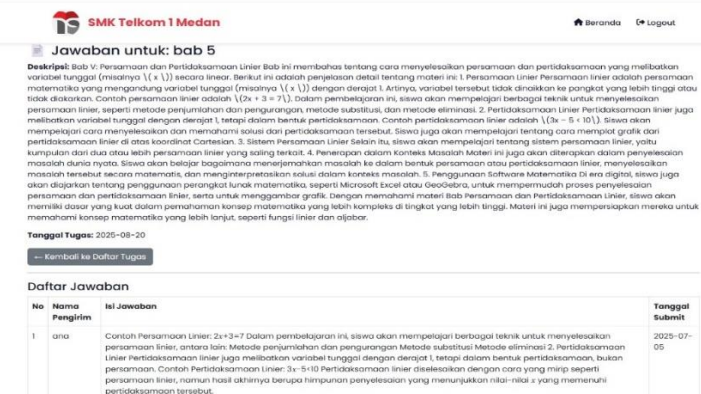 SMK Telkom 1 Medan
Beranda
Logout
Jawaban untuk: bab 5
Deskripsi: Bab V: Persamaan dan Pertidaksamaan Linier Bab ini membahas tentang cara menyelesaikan persamaan dan pertidaksamaan yang melibatkan
variabel tunggal (misalnya \( x \)) secara linear. Berikut ini adalah penjelasan detail tentang materi ini: 1. Persamaan Linier Persamaan linier adalah persamaan
matematika yang mengandung variabel tunggal (misalnya \( x \)) dengan derajat 1. Artinya, variabel tersebut tidak dinaikkan ke pangkat yang lebih tinggi atau
tidak diakarkan. Contoh persamaan linier adalah \(2x + 3 = 7\). Dalam pembelajaran ini, siswa akan mempelajari berbagai teknik untuk menyelesaikan
persamaan linier, seperti metode penjumlahan dan pengurangan, metode substitusi, dan metode eliminasi. 2. Pertidaksamaan Linier Pertidaksamaan linier juga
melibatkan variabel tunggal dengan derajat 1, tetapi dalam bentuk pertidaksamaan. Contoh pertidaksamaan linier adalah \(3x - 5 < 10\). Siswa akan
mempelajari cara menyelesaikan dan memahami solusi dari pertidaksamaan tersebut. Siswa juga akan mempelajari tentang cara memplot grafik dari
pertidaksamaan linier di atas koordinat Cartesian. 3. Sistem Persamaan Linier Selain itu, siswa akan mempelajari tentang sistem persamaan linier, yaitu
kumpulan dari dua atau lebih persamaan linier yang saling terkait. 4. Penerapan dalam Konteks Masalah Materi ini juga akan diterapkan dalam penyelesaian
masalah dunia nyata. Siswa akan belajar bagaimana menerjemahkan masalah ke dalam bentuk persamaan atau pertidaksamaan linier, menyelesaikan
masalah tersebut secara matematis, dan menginterpretasikan solusi dalam konteks masalah. 5. Penggunaan Software Matematika Di era digital, siswa juga
akan diajarkan tentang penggunaan perangkat lunak matematika, seperti Microsoft Excel atau GeoGebra, untuk mempermudah proses penyelesaian
persamaan dan pertidaksamaan linier, serta untuk menggambar grafik. Dengan memahami materi Bab Persamaan dan Pertidaksamaan Linier, siswa akan
memiliki dasar yang kuat dalam pemahaman konsep matematika yang lebih kompleks di tingkat yang lebih tinggi. Materi ini juga mempersiapkan mereka untuk
memahami konsep matematika yang lebih lanjut, seperti fungsi linier dan aljabar.
Tanggal Tugas: 2025-08-20
← Kembali ke Daftar Tugas
Daftar Jawaban
No Nama Pengirim Isi Jawaban Tanggal Submit
1 ana Contoh Persamaan Linier: 2x+3=7 Dalam pembelajaran ini, siswa akan mempelajari berbagai teknik untuk menyelesaikan 2025-07-05
persamaan linier, antara lain: Metode penjumlahan dan pengurangan Metode substitusi Metode eliminasi 2. Pertidaksamaan
Linier Pertidaksamaan linier juga melibatkan variabel tunggal dengan derajat 1, tetapi dalam bentuk pertidaksamaan, bukan
persamaan. Contoh Pertidaksamaan Linier: 3x-5<10 Pertidaksamaan linier diselesaikan dengan cara yang mirip seperti
persamaan linier, namun hasil akhirnya berupa himpunan penyelesaian yang menunjukkan nilai-nilai x yang memenuhi
pertidaksamaan tersebut.